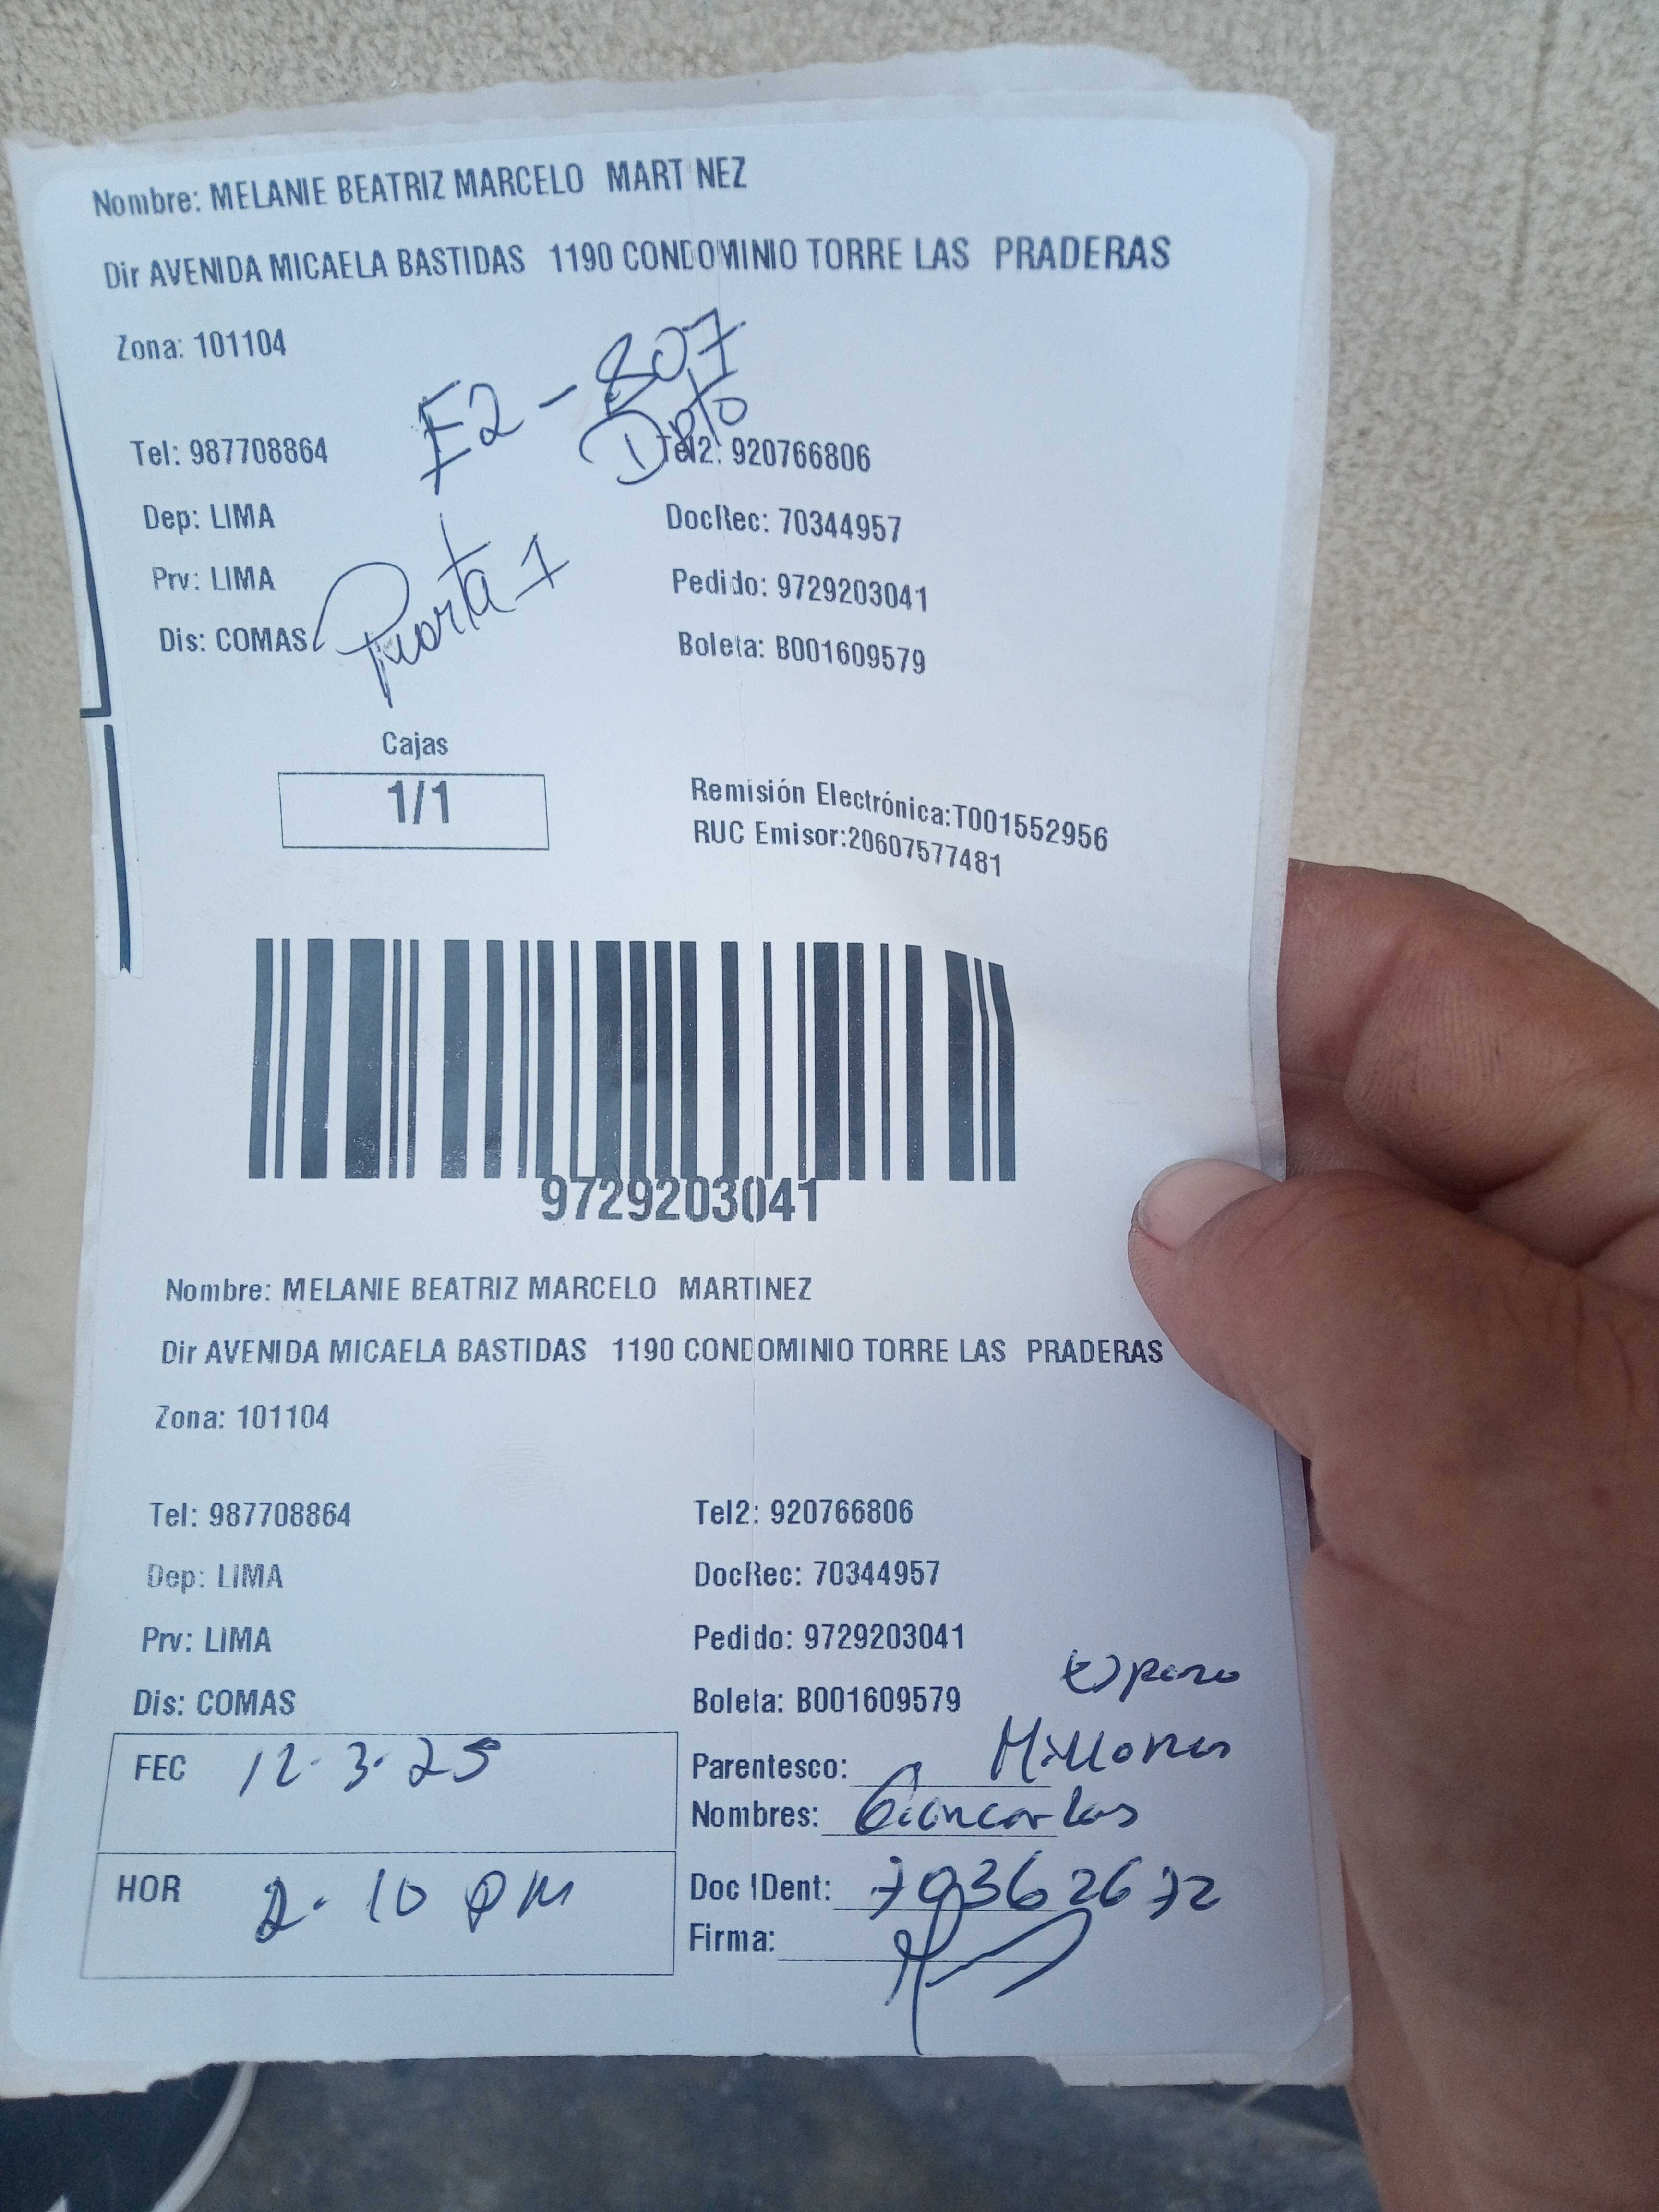 Nombre: MELANIE BEATRIZ MARCELO MARTINEZ
Dir AVENIDA MICAELA BASTIDAS 1190 CONDOMINIO TORRE LAS PRADERAS
Zona: 101104
E2-807
Dpto
Tel: 987708864 Tel2: 920766806
Dep: LIMA DocRec: 70344957
Prv: LIMA Pedido: 9729203041
Puerta 1
Dis: COMAS Boleta: B001609579
Cajas
1/1
Remisión Electrónica:T001552956
RUC Emisor:20607577481
9729203041
Nombre: MELANIE BEATRIZ MARCELO MARTINEZ
Dir AVENIDA MICAELA BASTIDAS 1190 CONDOMINIO TORRE LAS PRADERAS
Zona: 101104
Tel: 987708864 Tel2: 920766806
Dep: LIMA DocRec: 70344957
Prv: LIMA Pedido: 9729203041
Dis: COMAS Boleta: B001609579
FEC 12.3.25 Parentesco: Millones
Nombres: Giancarlos
HOR 2.10 PM Doc IDent: 70362672
Firma: